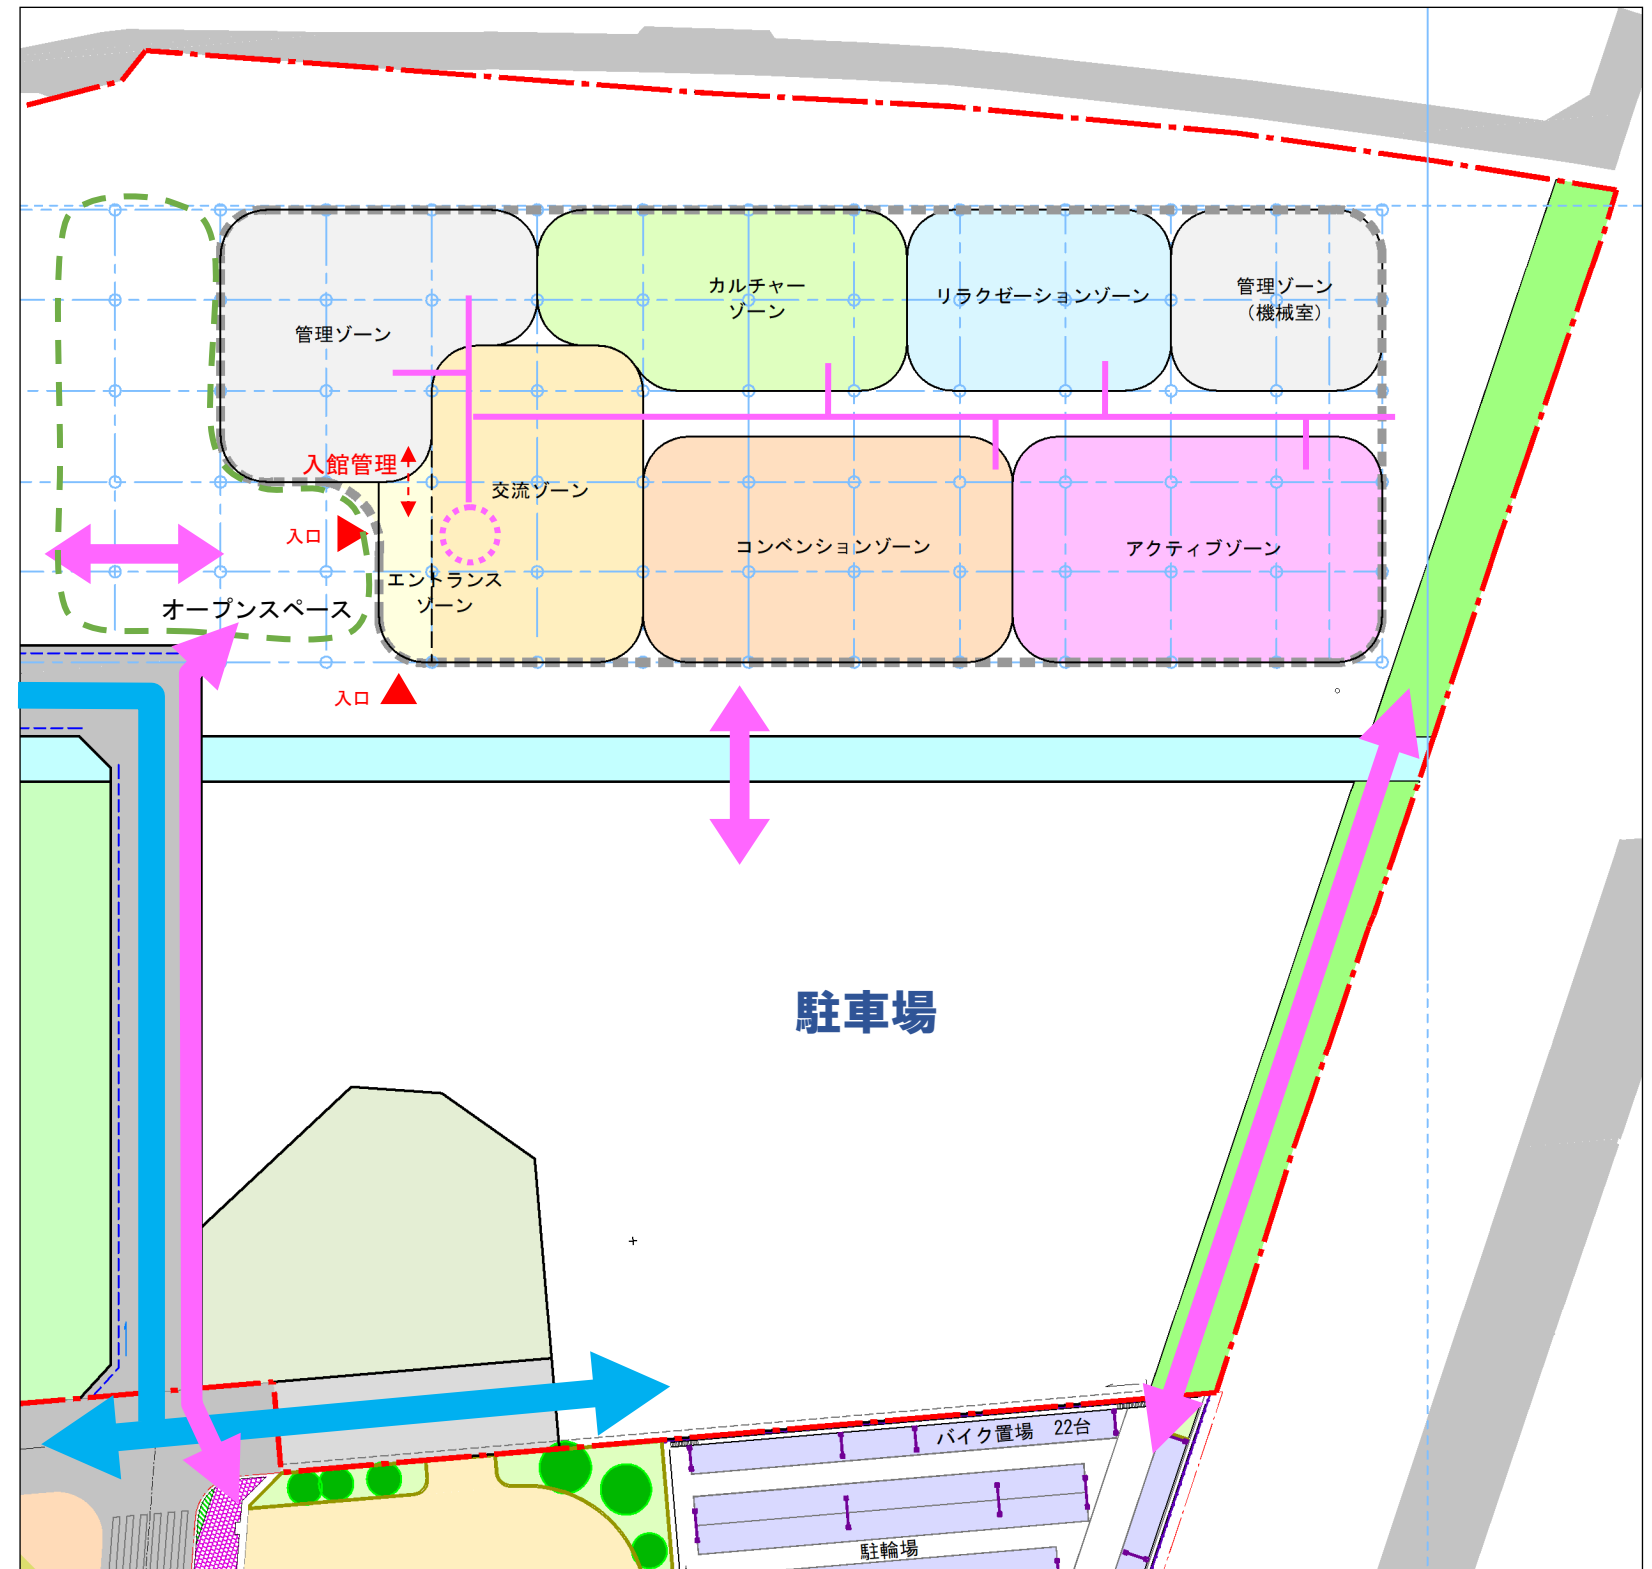 カルチャー
ゾーン
リラクゼーションゾーン
管理ゾーン
（機械室）
管理ゾーン
入館管理
交流ゾーン
入口
コンベンションゾーン
アクティブゾーン
エントランス
ゾーン
オープンスペース
入口
駐車場
バイク置場　22台
駐輪場